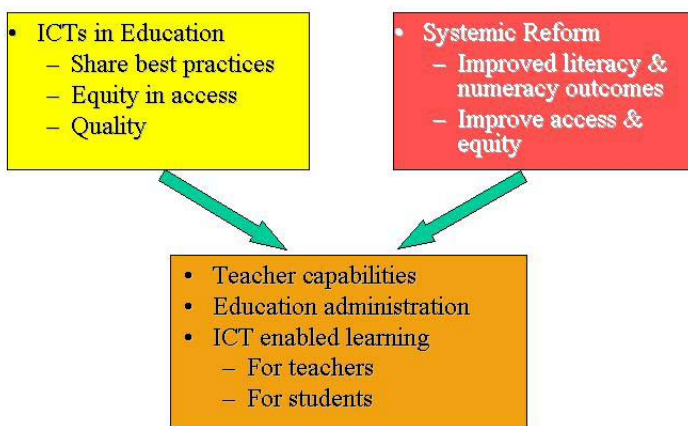 • ICTs in Education
– Share best practices
– Equity in access
– Quality
• Systemic Reform
– Improved literacy &
numeracy outcomes
– Improve access &
equity
• Teacher capabilities
• Education administration
• ICT enabled learning
– For teachers
– For students